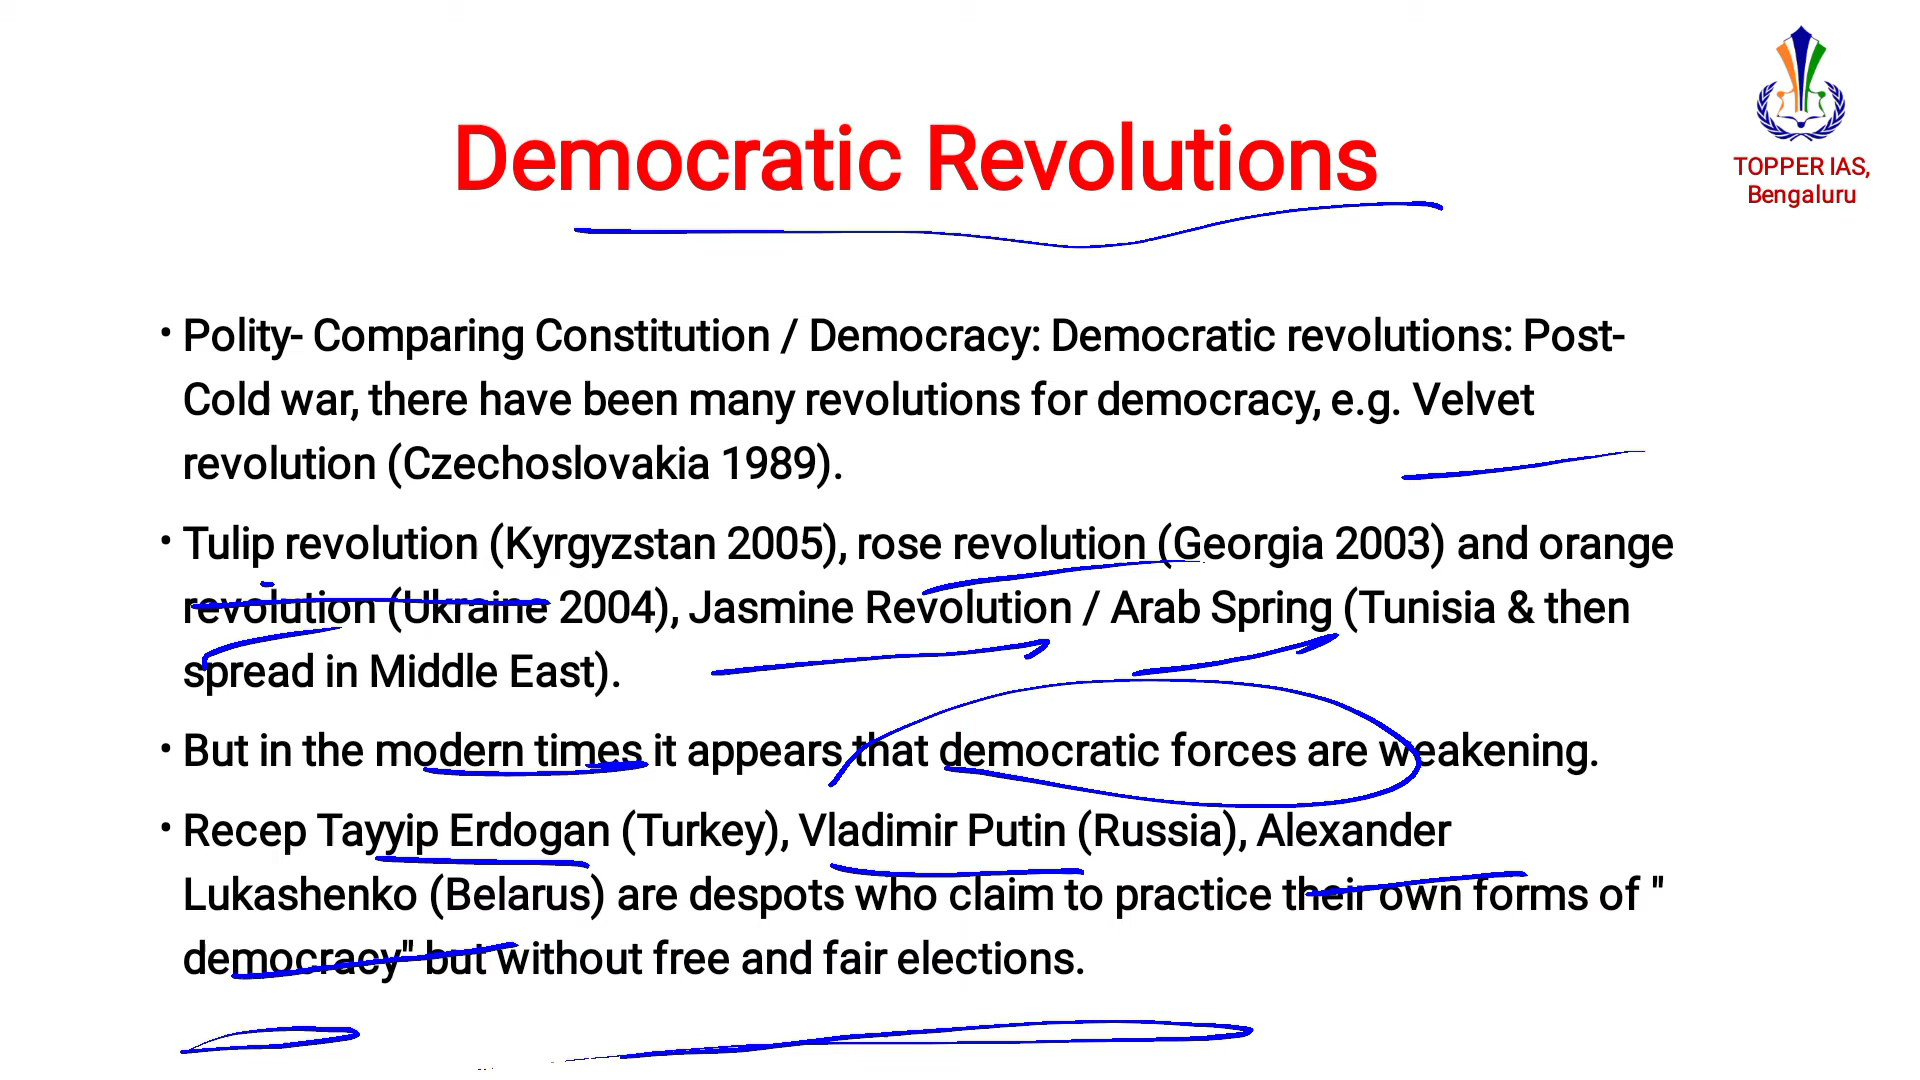 TOPPER IAS,
Bengaluru
Democratic Revolutions
• Polity- Comparing Constitution / Democracy: Democratic revolutions: Post-
Cold war, there have been many revolutions for democracy, e.g. Velvet
revolution (Czechoslovakia 1989).
• Tulip revolution (Kyrgyzstan 2005), rose revolution (Georgia 2003) and orange
revolution (Ukraine 2004), Jasmine Revolution / Arab Spring (Tunisia & then
spread in Middle East).
• But in the modern times it appears that democratic forces are weakening.
• Recep Tayyip Erdogan (Turkey), Vladimir Putin (Russia), Alexander
Lukashenko (Belarus) are despots who claim to practice their own forms of "
democracy" but without free and fair elections.